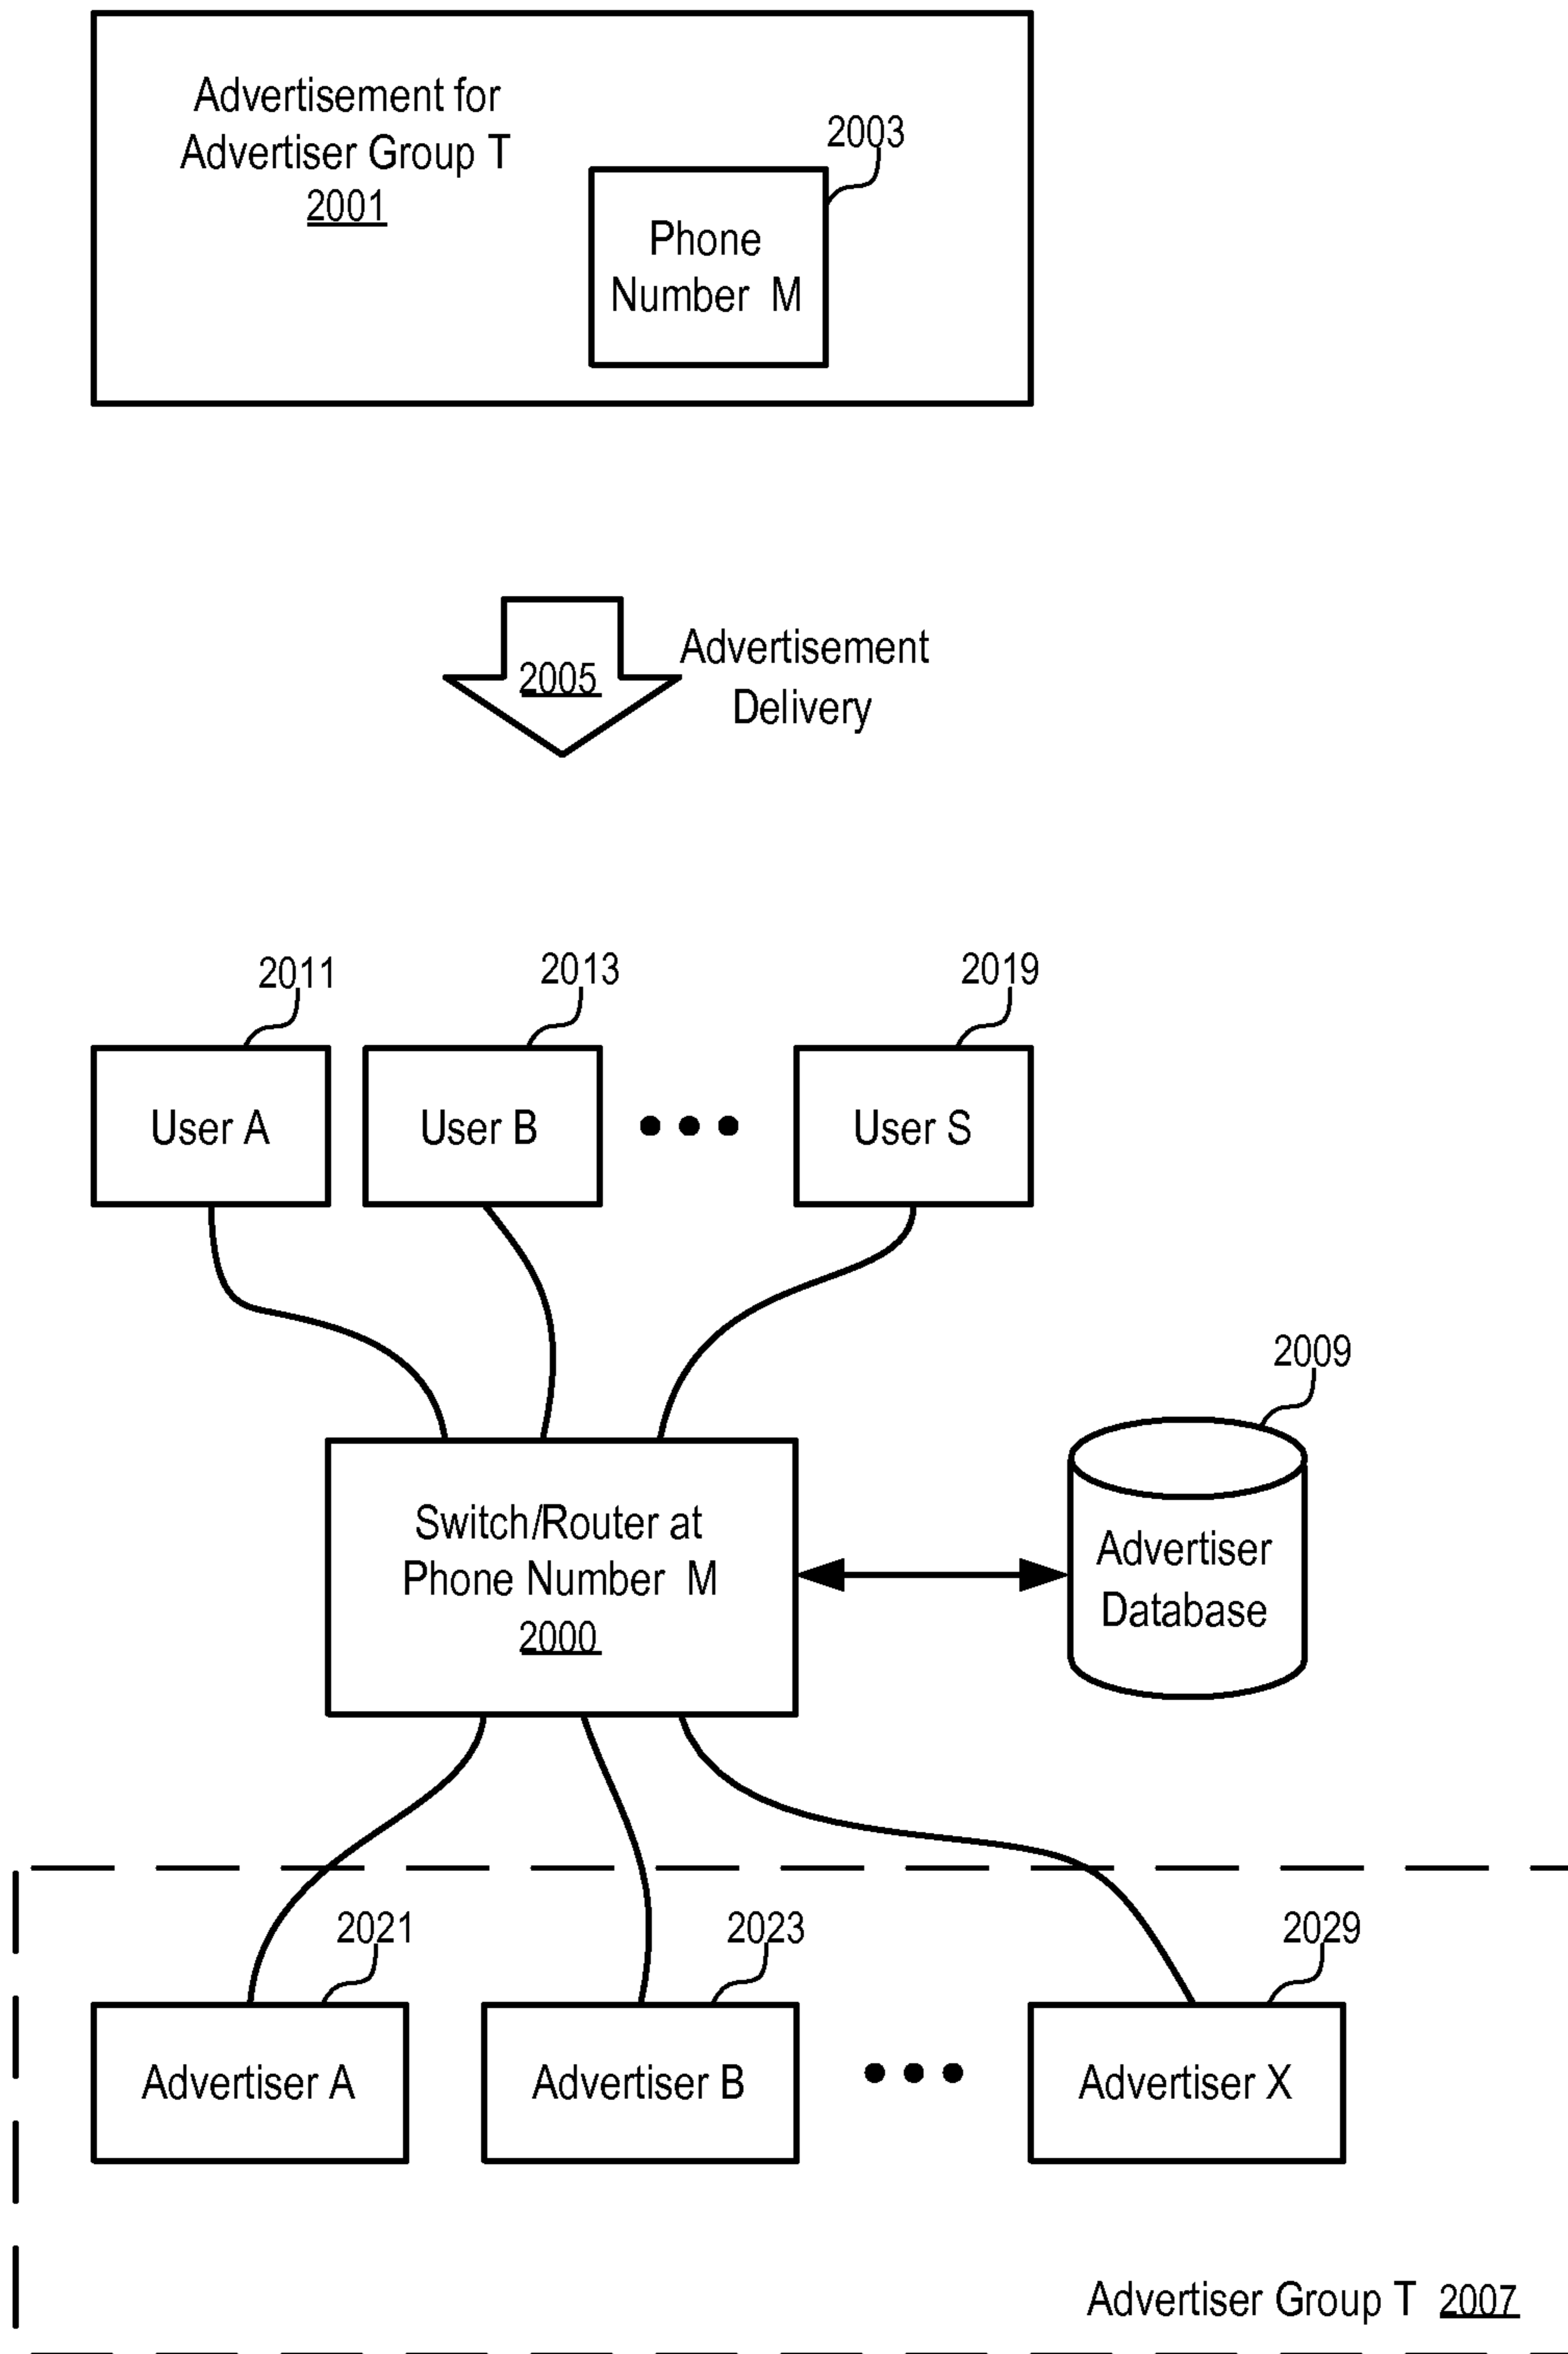 Advertisement for
Advertiser Group T
2001
2003
Phone
Number M
2005
Advertisement
Delivery
2011
2013
2019
User A
User B
User S
2009
Switch/Router at
Phone Number M
2000
Advertiser
Database
2021
2023
2029
Advertiser A
Advertiser B
Advertiser X
Advertiser Group T 2007